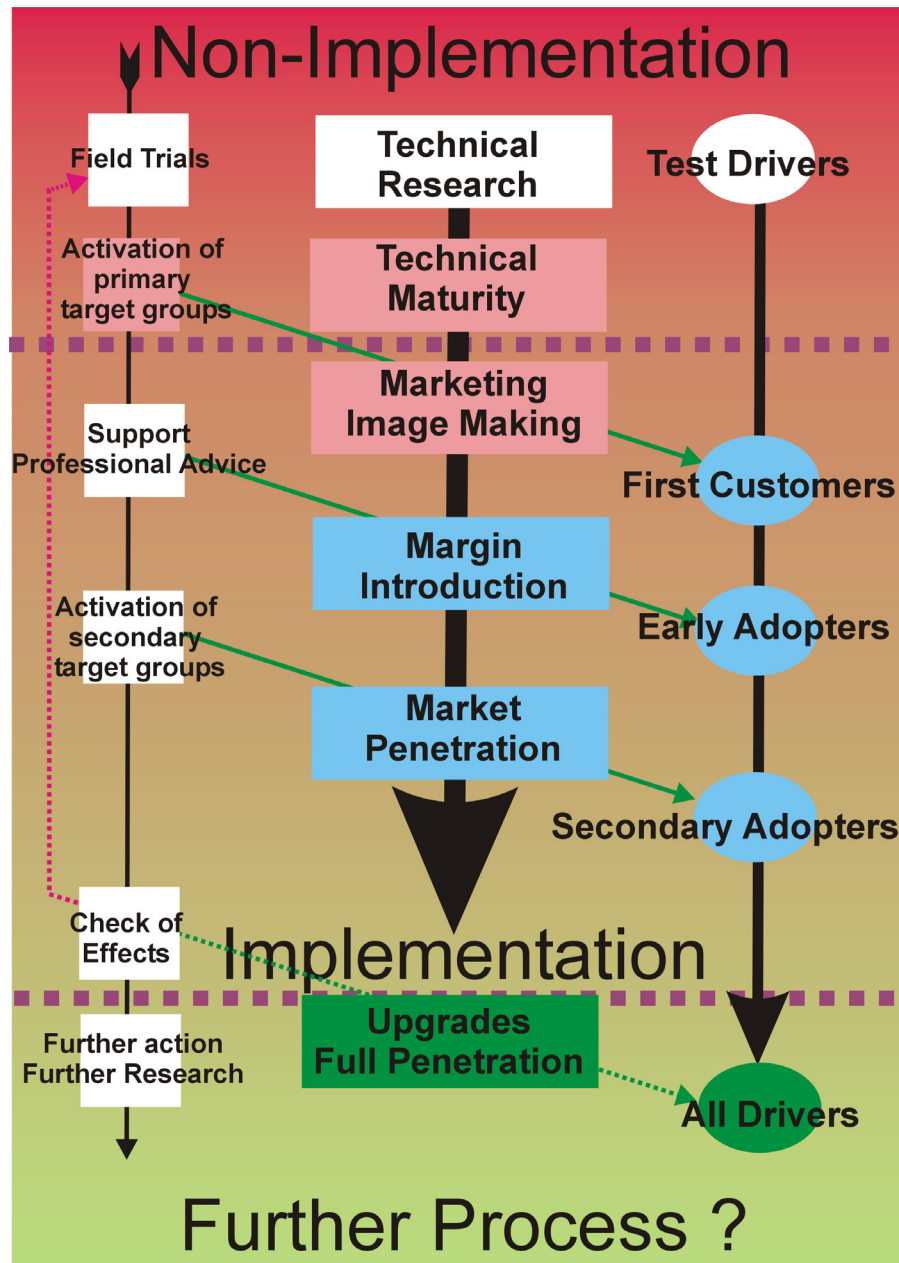 Non-Implementation
Field Trials
Technical
Research
Test Drivers
Activation of
primary
target groups
Technical
Maturity
Marketing
Image Making
Support
Professional Advice
First Customers
Margin
Introduction
Activation of
secondary
target groups
Early Adopters
Market
Penetration
Secondary Adopters
Check of
Effects
Implementation
Further action
Further Research
Upgrades
Full Penetration
All Drivers
Further Process ?